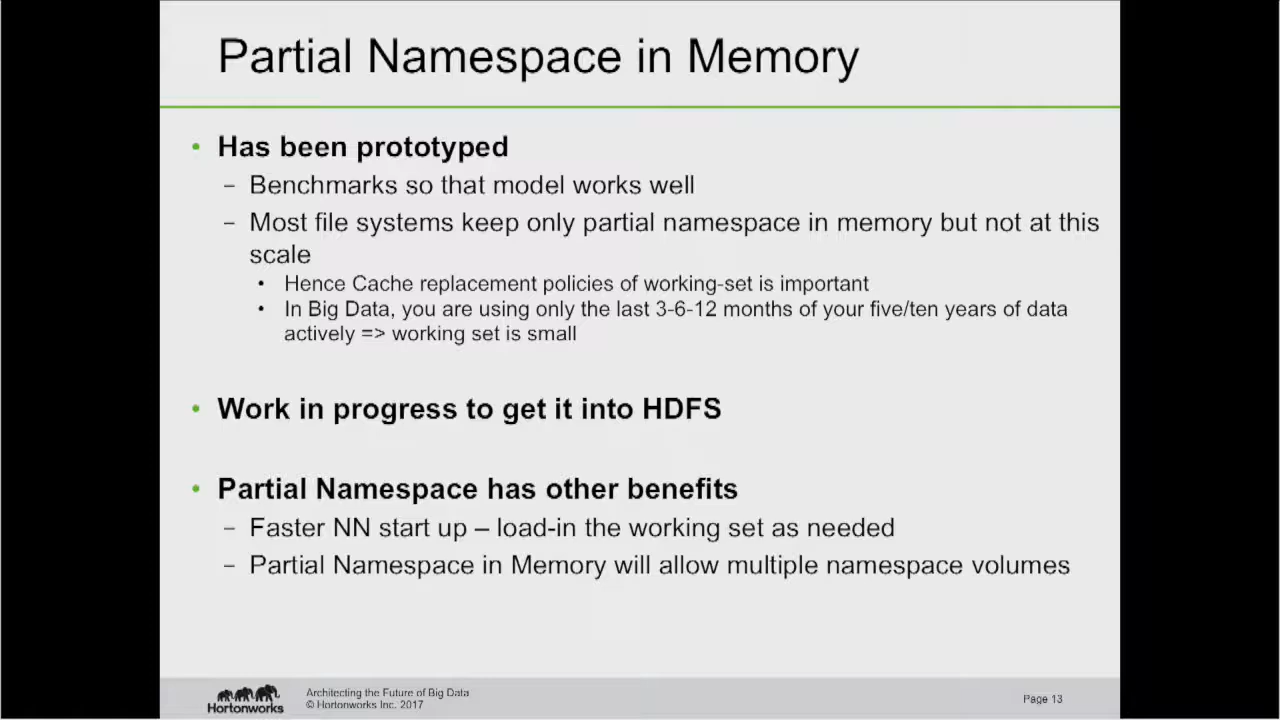 Partial Namespace in Memory
• Has been prototyped
– Benchmarks so that model works well
– Most file systems keep only partial namespace in memory but not at this
scale
• Hence Cache replacement policies of working-set is important
• In Big Data, you are using only the last 3-6-12 months of your five/ten years of data
actively => working set is small
• Work in progress to get it into HDFS
• Partial Namespace has other benefits
– Faster NN start up – load-in the working set as needed
– Partial Namespace in Memory will allow multiple namespace volumes
Hortonworks
Architecting the Future of Big Data
© Hortonworks Inc. 2017
Page 13